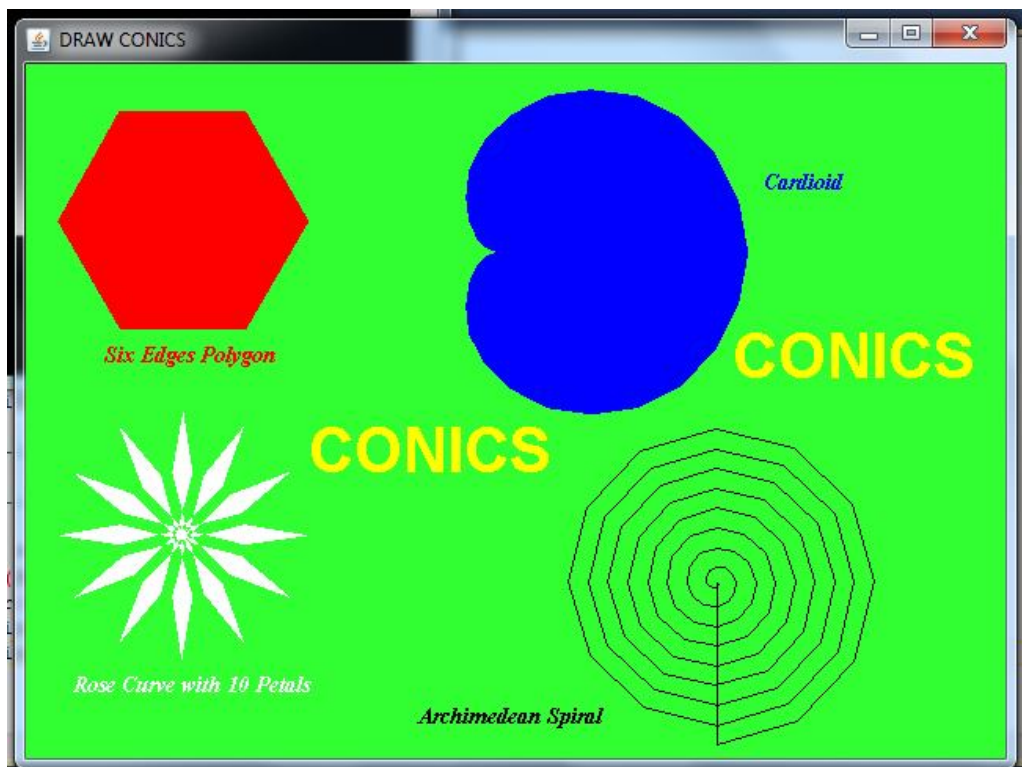 DRAW CONICS
Cardioid
CONICS
Six Edges Polygon
CONICS
Rose Curve with 10 Petals
Archimedean Spiral